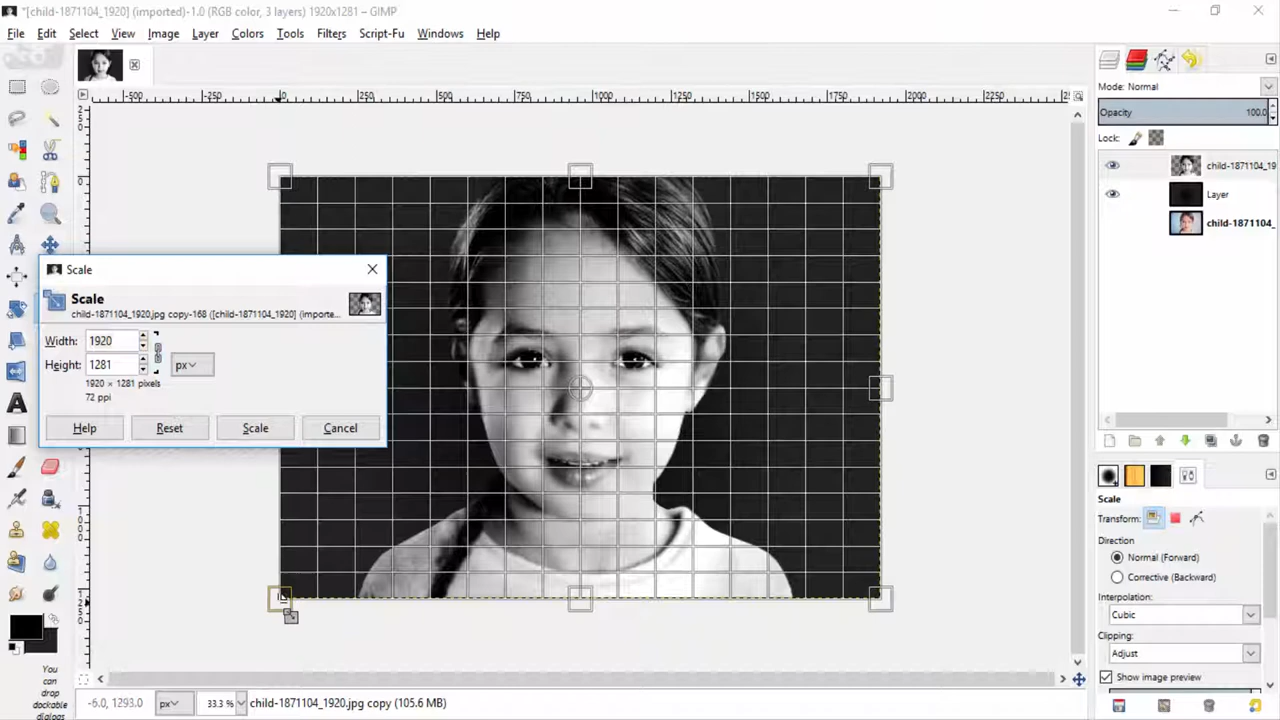 *[child-1871104_1920] (imported)-1.0 (RGB color, 3 layers) 1920x1281 – GIMP
File Edit Select View Image Layer Colors Tools Filters Script-Fu Windows Help
-500 -250 0 250 500 750 1000 1250 1500 1750 2000 2250
Mode: Normal
Opacity 100.0
Lock:
child-1871104_19
Layer
child-1871104_
Scale
Scale
child-1871104_1920.jpg copy-168 ([child-1871104_1920] (importe...
Width: 1920
Height: 1281 px
1920 × 1281 pixels
72 ppi
Help Reset Scale Cancel
Scale
Transform:
Direction
Normal (Forward)
Corrective (Backward)
Interpolation:
Cubic
Clipping:
Adjust
Show image preview
You
can
drop
dockable
dialogs
-6.0, 1293.0 px 33.3 % child-1871104_1920.jpg copy (105.6 MB)